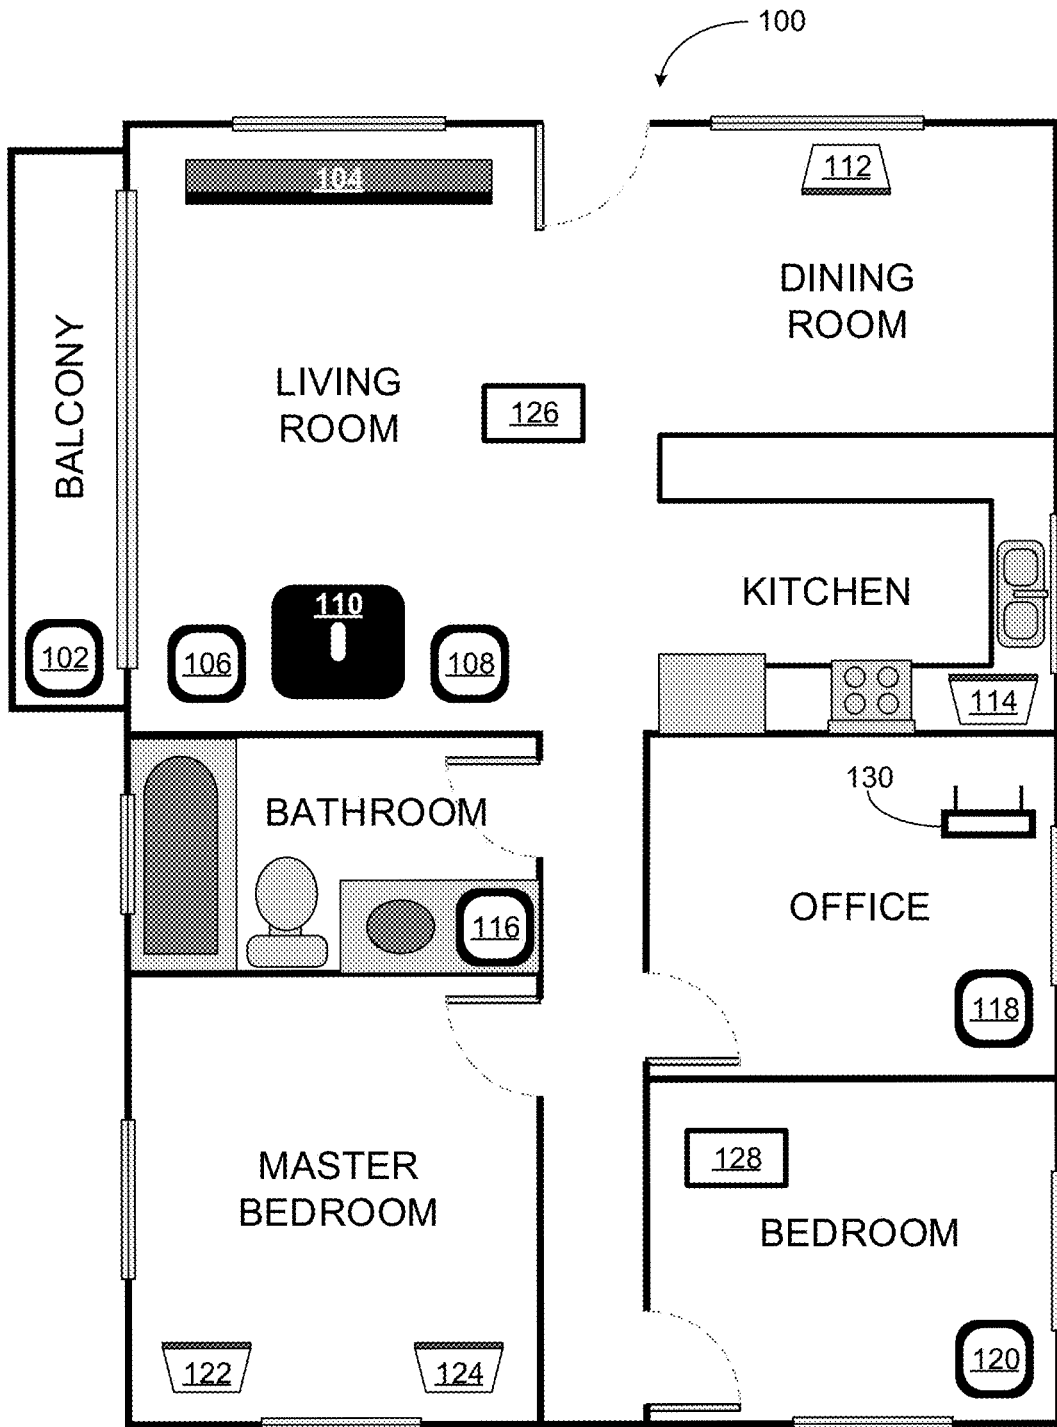 100
104
112
DINING
ROOM
BALCONY
LIVING
ROOM
126
KITCHEN
110
102
106
108
114
BATHROOM
130
OFFICE
116
118
MASTER
BEDROOM
128
BEDROOM
122
124
120